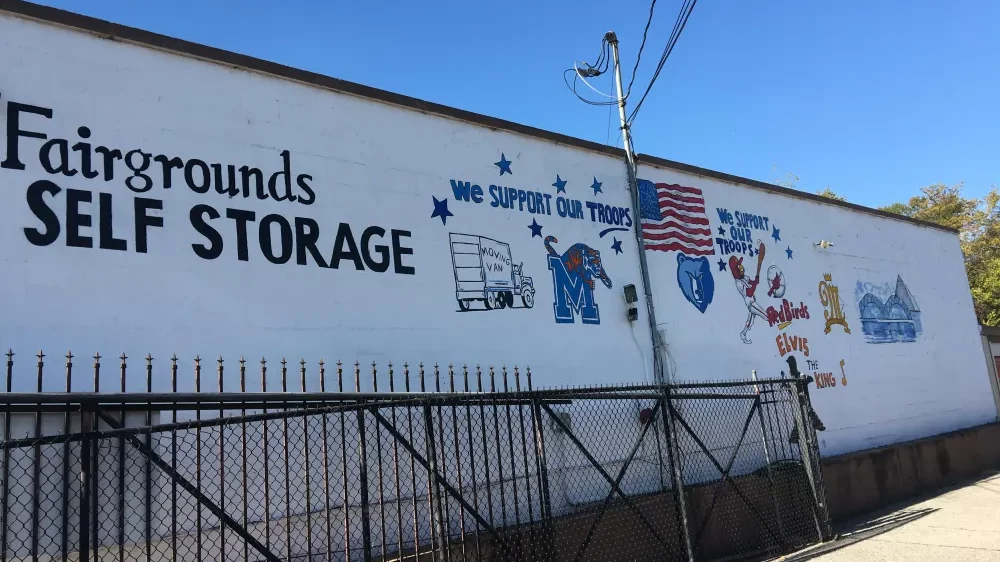 Fairgrounds
SELF STORAGE
We SUPPORT OUR TROOPS
MOVING
VAN
M
We SUPPORT
OUR
TROOPS
RedBirds
ELVIS
THE
KING